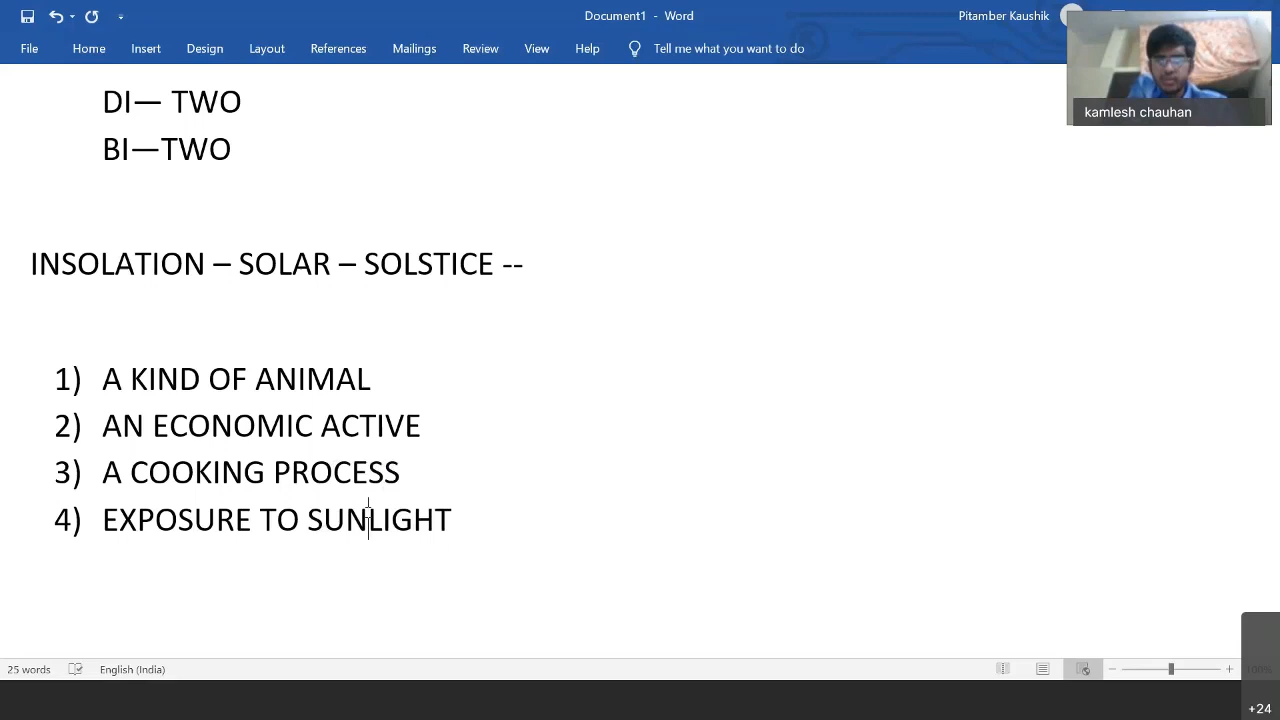 Document1 - Word
Pitamber Kaushik
File Home Insert Design Layout References Mailings Review View Help Tell me what you want to do
kamlesh chauhan
DI— TWO
BI—TWO
INSOLATION – SOLAR – SOLSTICE --
1) A KIND OF ANIMAL
2) AN ECONOMIC ACTIVE
3) A COOKING PROCESS
4) EXPOSURE TO SUNLIGHT
25 words English (India) 100%
+24